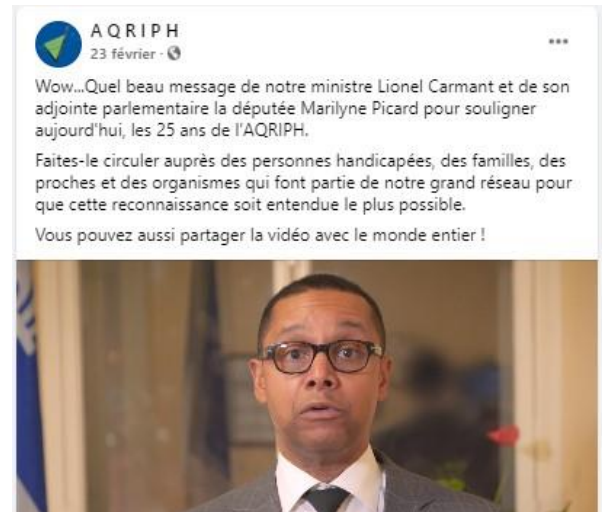 A Q R I P H
23 février ·
Wow...Quel beau message de notre ministre Lionel Carmant et de son
adjointe parlementaire la députée Marilyne Picard pour souligner
aujourd'hui, les 25 ans de l'AQRIPH.
Faites-le circuler auprès des personnes handicapées, des familles, des
proches et des organismes qui font partie de notre grand réseau pour
que cette reconnaissance soit entendue le plus possible.
Vous pouvez aussi partager la vidéo avec le monde entier !